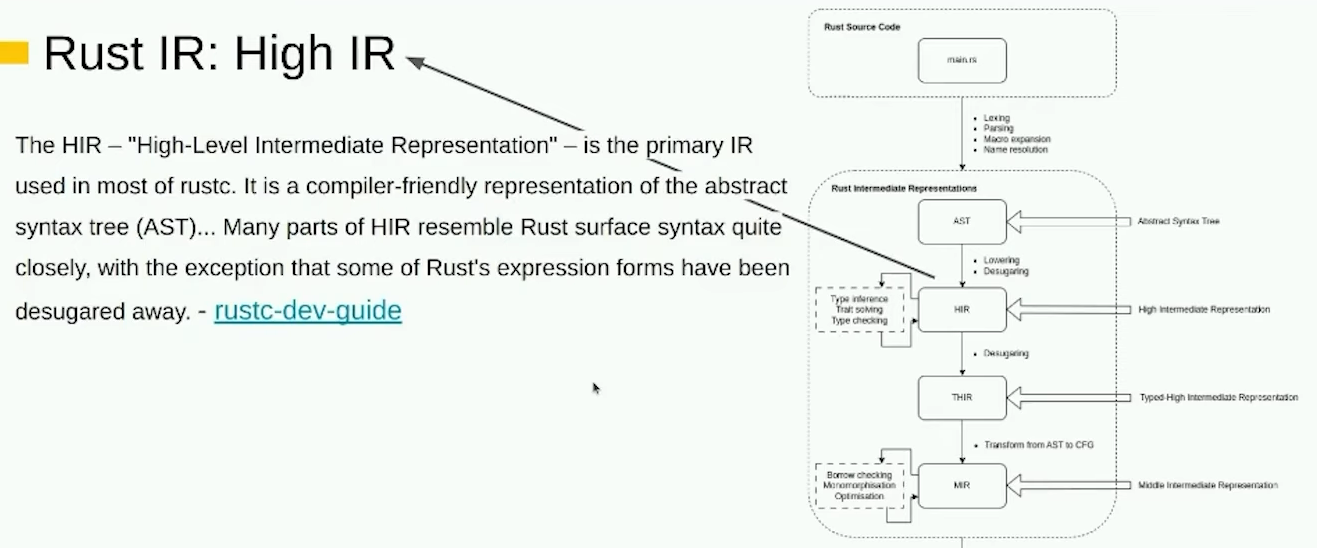 Rust IR: High IR
The HIR – "High-Level Intermediate Representation" – is the primary IR
used in most of rustc. It is a compiler-friendly representation of the abstract
syntax tree (AST)... Many parts of HIR resemble Rust surface syntax quite
closely, with the exception that some of Rust's expression forms have been
desugared away. - rustc-dev-guide
Rust Source Code
main.rs
• Lexing
• Parsing
• Macro expansion
• Name resolution
Rust Intermediate Representations
AST
Abstract Syntax Tree
• Lowering
• Desugaring
Type inference
Trait solving
Type checking
HIR
High Intermediate Representation
• Desugaring
THIR
Typed-High Intermediate Representation
• Transform from AST to CFG
Borrow checking
Monomorphisation
Optimisation
MIR
Middle Intermediate Representation